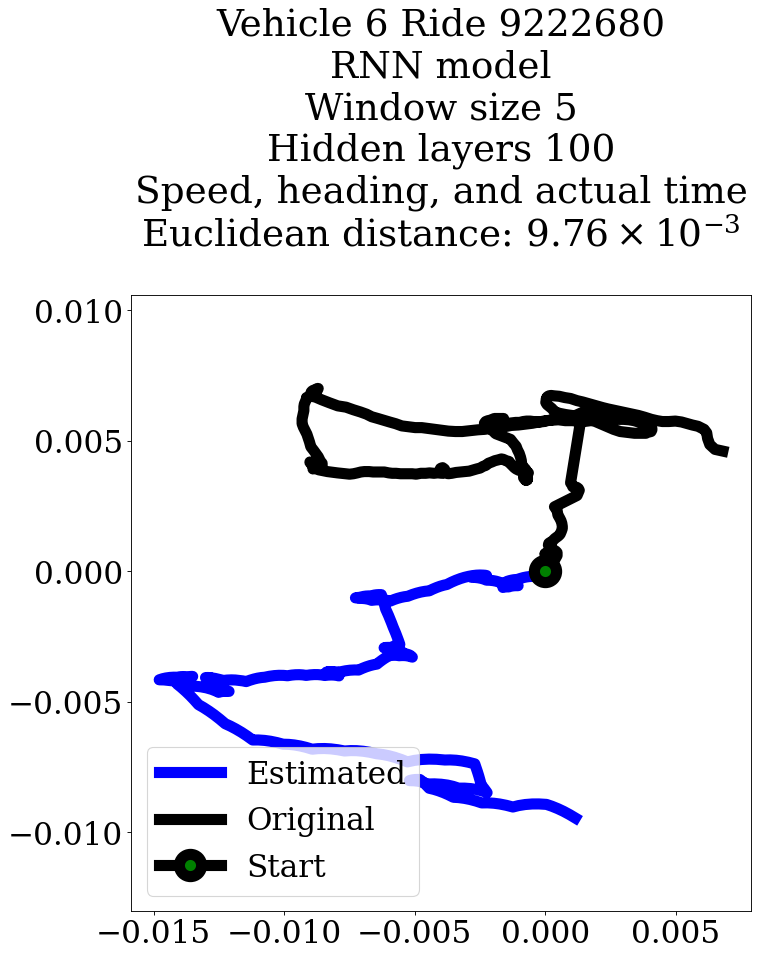 Vehicle 6 Ride 9222680
RNN model
Window size 5
Hidden layers 100
Speed, heading, and actual time
Euclidean distance: 9.76 × 10⁻³
0.010
0.005
0.000
−0.005
−0.010
Estimated
Original
Start
−0.015 −0.010 −0.005 0.000 0.005